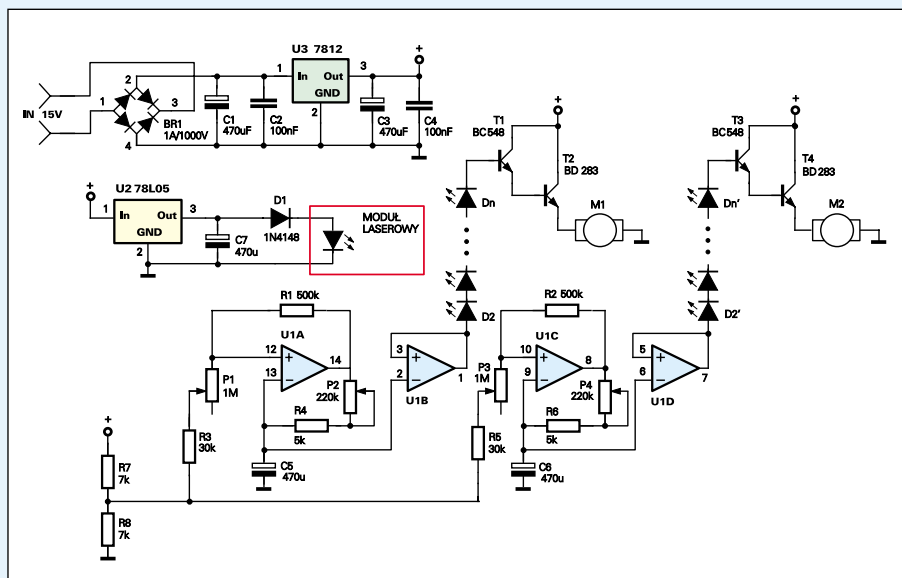 U3 7812
1
In
Out
3
GND
2
+
IN 15V
1
2
3
4
BR1
1A/1000V
C1
470uF
C2
100nF
C3
470uF
C4
100nF
+
U2 78L05
1
In
Out
3
GND
2
C7
470u
D1
1N4148
MODUŁ
LASEROWY
T1
BC548
T2
BD 283
M1
Dn
D2
T3
BC548
T4
BD 283
M2
Dn'
D2'
R1 500k
U1A
12
+
13
−
14
P1
1M
P2
220k
R4
5k
R3
30k
C5
470u
3
+
2
−
1
U1B
R2 500k
U1C
10
+
9
−
8
P3
1M
P4
220k
R6
5k
R5
30k
C6
470u
5
+
6
−
7
U1D
+
R7
7k
R8
7k